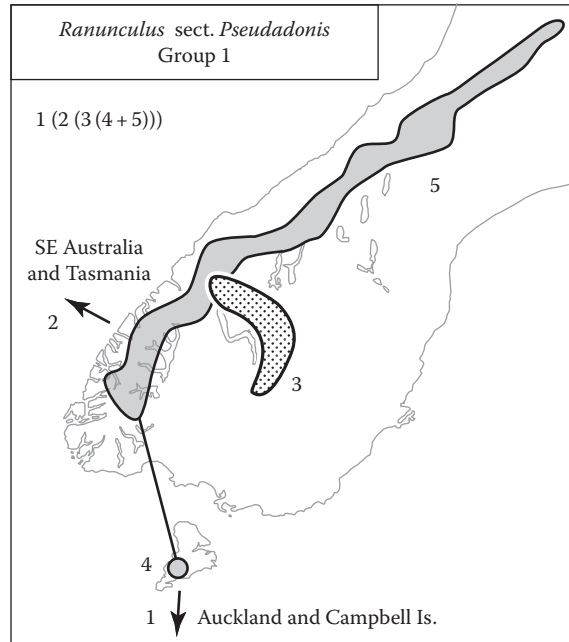 Ranunculus sect. Pseudadonis
Group 1
1 (2 (3 (4 + 5)))
5
SE Australia
and Tasmania
2
3
4
1
Auckland and Campbell Is.